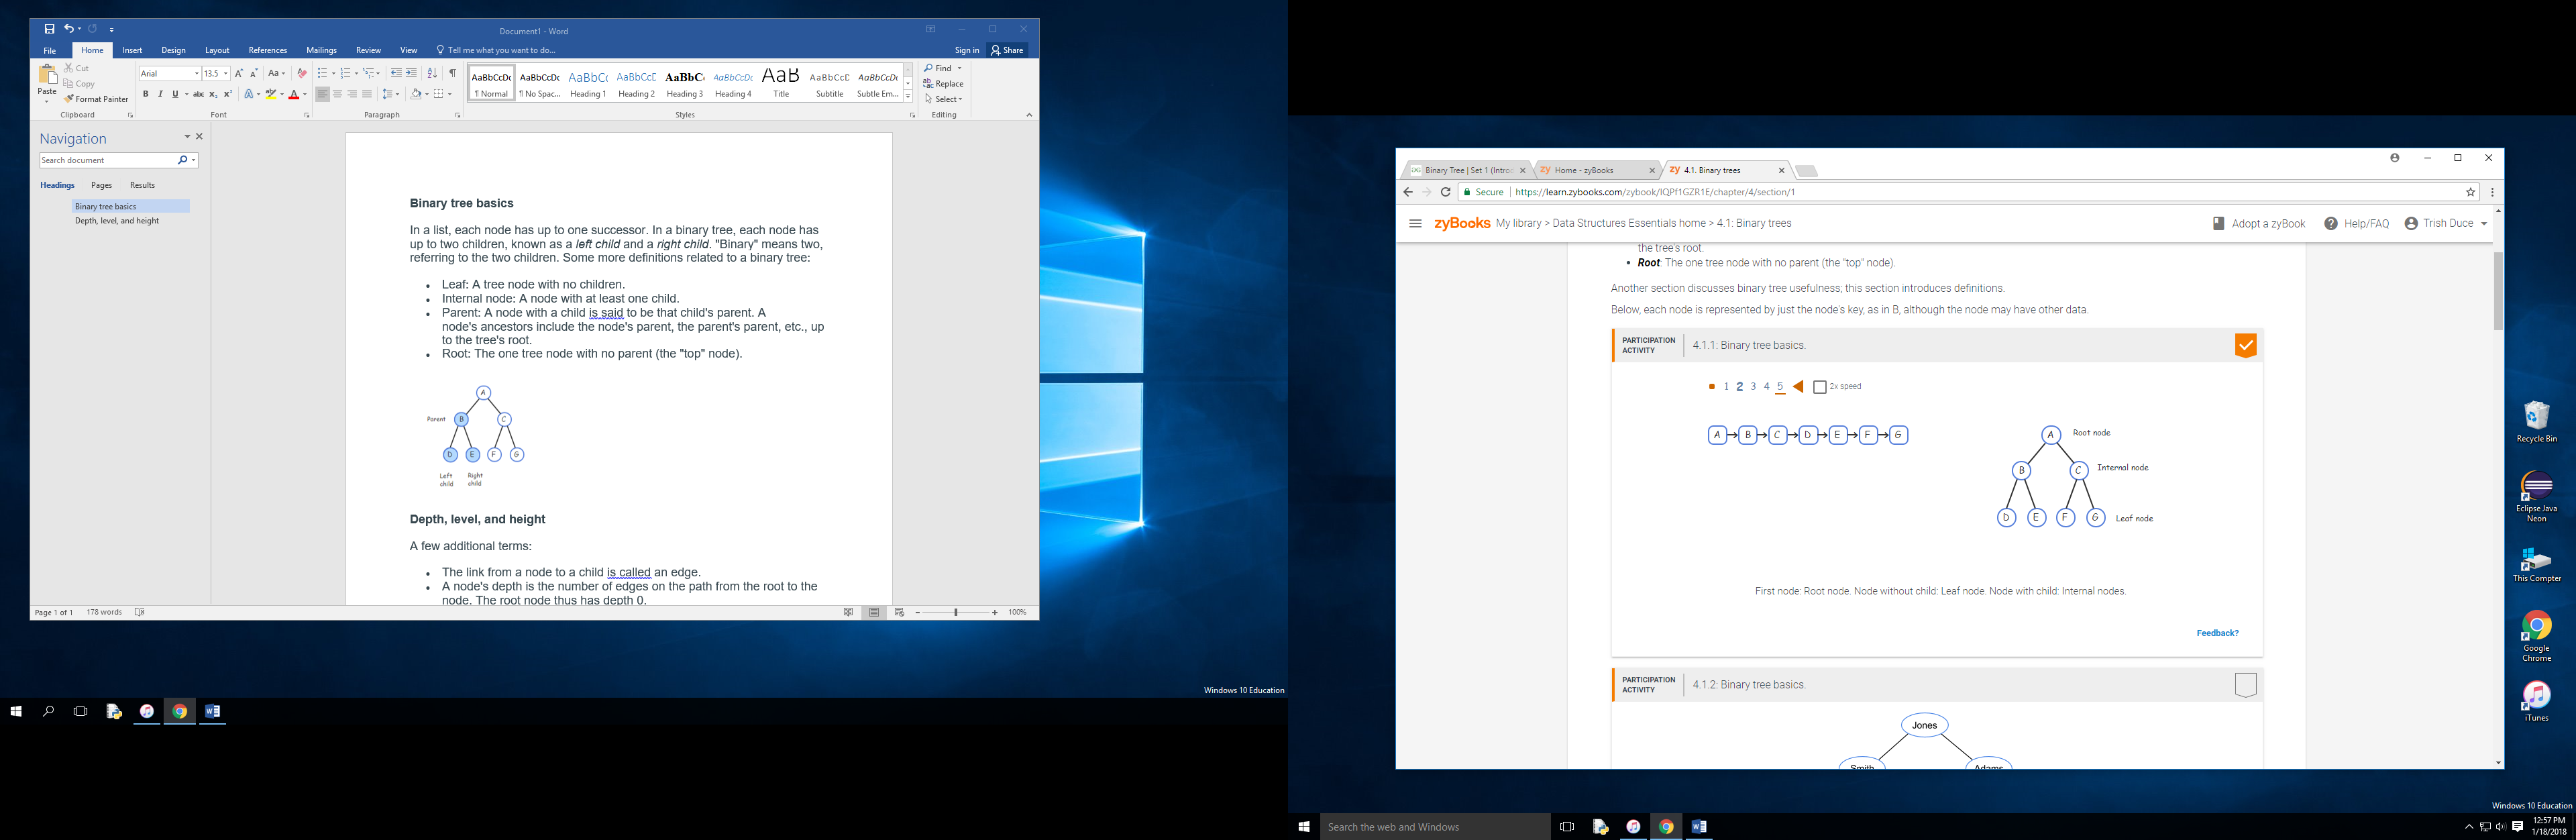 Document1 - Word
File Home Insert Design Layout References Mailings Review View Tell me what you want to do... Sign in Share
Paste
Cut
Copy
Format Painter
Clipboard
Arial 13.5
Font
Paragraph
AaBbCcDc AaBbCcDc AaBbCc AaBbCcE AaBbC AaBbCcDc AaB AaBbCcD AaBbCcDt
¶ Normal ¶ No Spac... Heading 1 Heading 2 Heading 3 Heading 4 Title Subtitle Subtle Em...
Styles
Find
Replace
Select
Editing
Navigation
Search document
Headings Pages Results
Binary tree basics
Depth, level, and height
Binary tree basics
In a list, each node has up to one successor. In a binary tree, each node has
up to two children, known as a left child and a right child. "Binary" means two,
referring to the two children. Some more definitions related to a binary tree:
• Leaf: A tree node with no children.
• Internal node: A node with at least one child.
• Parent: A node with a child is said to be that child's parent. A
node's ancestors include the node's parent, the parent's parent, etc., up
to the tree's root.
• Root: The one tree node with no parent (the "top" node).
A
Parent B C
D E F G
Left Right
child child
Depth, level, and height
A few additional terms:
• The link from a node to a child is called an edge.
• A node's depth is the number of edges on the path from the root to the
node. The root node thus has depth 0.
Page 1 of 1 178 words 100%
Windows 10 Education
Binary Tree | Set 1 (Intro
Home - zyBooks
4.1. Binary trees
Secure https://learn.zybooks.com/zybook/IQPf1GZR1E/chapter/4/section/1
zyBooks My library > Data Structures Essentials home > 4.1: Binary trees Adopt a zyBook Help/FAQ Trish Duce
the tree's root.
• Root: The one tree node with no parent (the "top" node).
Another section discusses binary tree usefulness; this section introduces definitions.
Below, each node is represented by just the node's key, as in B, although the node may have other data.
PARTICIPATION
ACTIVITY
4.1.1: Binary tree basics.
1 2 3 4 5 2x speed
A B C D E F G
A Root node
B C Internal node
D E F G Leaf node
First node: Root node. Node without child: Leaf node. Node with child: Internal nodes.
Feedback?
PARTICIPATION
ACTIVITY
4.1.2: Binary tree basics.
Jones
Smith Adams
Recycle Bin
Eclipse Java
Neon
This Compter
Google
Chrome
iTunes
Windows 10 Education
Search the web and Windows
12:57 PM
1/18/2018